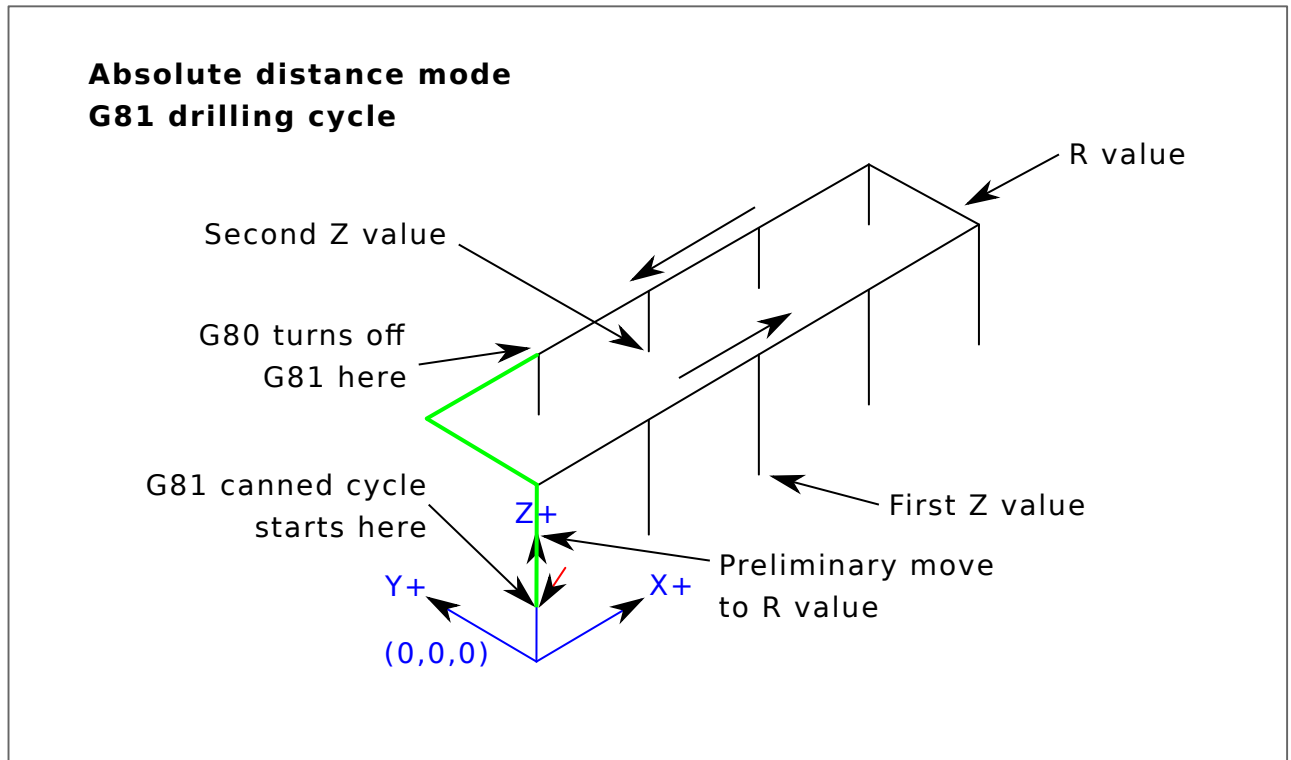 Absolute distance mode
G81 drilling cycle
R value
Second Z value
G80 turns off
G81 here
G81 canned cycle
starts here
Z+
First Z value
Preliminary move
to R value
Y+
X+
(0,0,0)